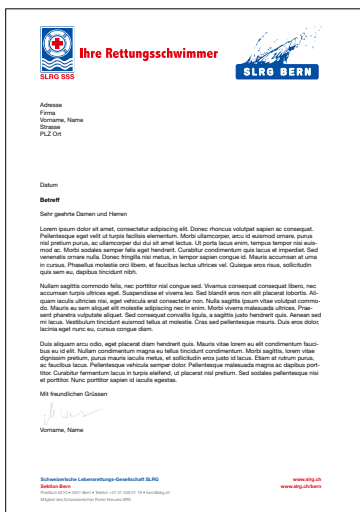 Ihre Rettungsschwimmer
SLRG SSS
SLRG BERN
Adresse
Firma
Vorname, Name
Strasse
PLZ Ort
Datum
Betreff
Sehr geehrte Damen und Herren
Lorem ipsum dolor sit amet, consectetur adipiscing elit. Donec rhoncus volutpat sapien ac consequat.
Pellentesque eget velit ut turpis facilisis elementum. Morbi ullamcorper, arcu id euismod ornare, purus
nisl pretium purus, ac ullamcorper dui dui sit amet lectus. Ut porta lacus enim, tempus tempor nisi euis-
mod ac. Morbi sodales semper felis eget hendrerit. Curabitur condimentum quis lacus et imperdiet. Sed
venenatis ornare nulla. Donec fringilla nisi metus, in tempor sapien congue id. Mauris accumsan at urna
in cursus. Phasellus molestie orci libero, et faucibus lectus ultrices vel. Quisque eros risus, sollicitudin
quis sem eu, dapibus tincidunt nibh.
Nullam sagittis commodo felis, nec porttitor nisl congue sed. Vivamus consequat consequat libero, nec
accumsan turpis ultrices eget. Suspendisse et viverra leo. Sed blandit eros non elit placerat lobortis. Ali-
quam iaculis ultricies nisi, eget vehicula erat consectetur non. Nulla sagittis ipsum vitae volutpat commo-
do. Mauris eu sem aliquet elit molestie adipiscing nec in enim. Morbi viverra malesuada ultrices. Prae-
sent pharetra vulputate aliquet. Sed consequat convallis ligula, a sagittis justo hendrerit quis. Aenean sed
mi lacus. Vestibulum tincidunt euismod tellus at molestie. Cras sed pellentesque mauris. Duis eros dolor,
lacinia eget nunc eu, cursus congue diam.
Duis aliquam arcu odio, eget placerat diam hendrerit quis. Mauris vitae lorem eu elit condimentum fauci-
bus eu id elit. Nullam condimentum magna eu tellus tincidunt condimentum. Morbi sagittis, lorem vitae
dignissim pretium, purus mauris iaculis metus, et sollicitudin eros justo id lacus. Etiam at rutrum purus,
ac faucibus lacus. Pellentesque vehicula semper dolor. Pellentesque malesuada magna ac dapibus port-
titor. Curabitur fermentum lacus in turpis eleifend, ut placerat nisl pretium. Sed sodales pellentesque nisi
et porttitor. Nunc porttitor sapien id iaculis egestas.
Mit freundlichen Grüssen
Vorname, Name
Schweizerische Lebensrettungs-Gesellschaft SLRG
www.slrg.ch
Sektion Bern
www.slrg.ch/bern
Mitglied des Schweizerischen Roten Kreuzes SRK